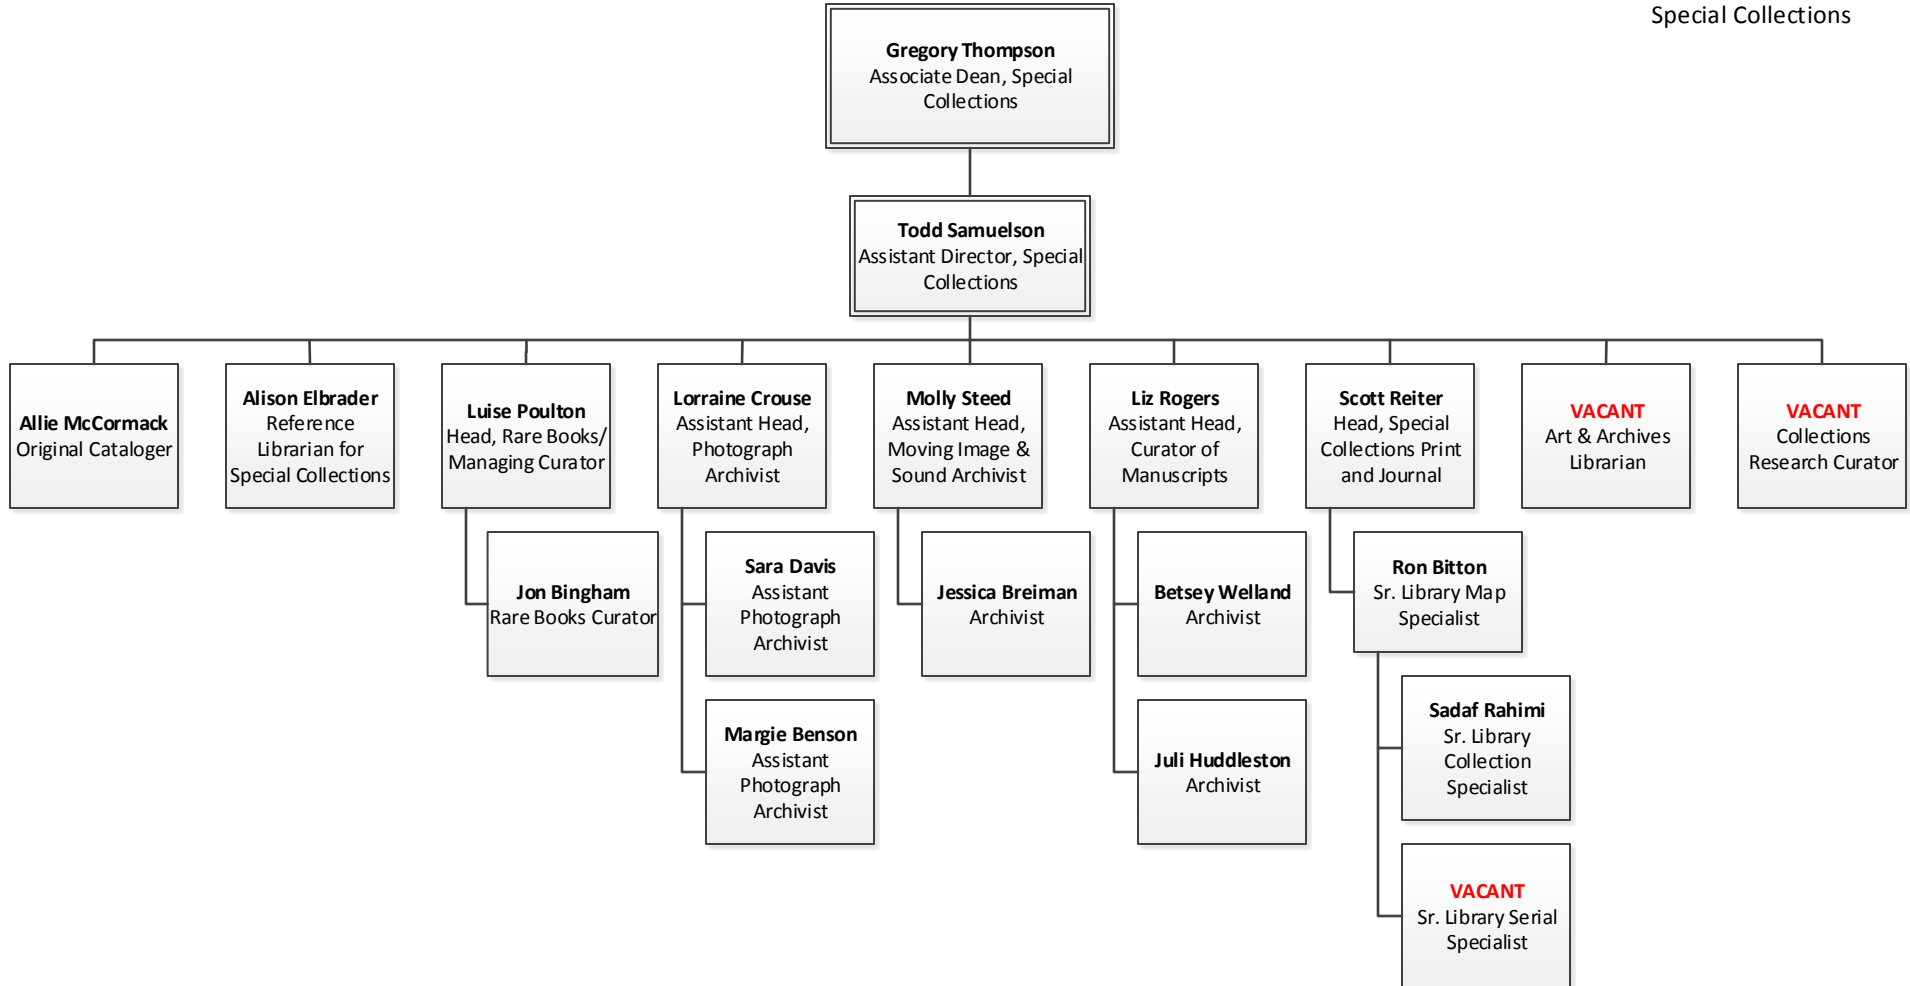 Special Collections
Gregory Thompson
Associate Dean, Special
Collections
Todd Samuelson
Assistant Director, Special
Collections
Allie McCormack
Original Cataloger
Alison Elbrader
Reference
Librarian for
Special Collections
Luise Poulton
Head, Rare Books/
Managing Curator
Lorraine Crouse
Assistant Head,
Photograph
Archivist
Molly Steed
Assistant Head,
Moving Image &
Sound Archivist
Liz Rogers
Assistant Head,
Curator of
Manuscripts
Scott Reiter
Head, Special
Collections Print
and Journal
VACANT
Art & Archives
Librarian
VACANT
Collections
Research Curator
Jon Bingham
Rare Books Curator
Sara Davis
Assistant
Photograph
Archivist
Jessica Breiman
Archivist
Betsey Welland
Archivist
Ron Bitton
Sr. Library Map
Specialist
Margie Benson
Assistant
Photograph
Archivist
Juli Huddleston
Archivist
Sadaf Rahimi
Sr. Library
Collection
Specialist
VACANT
Sr. Library Serial
Specialist